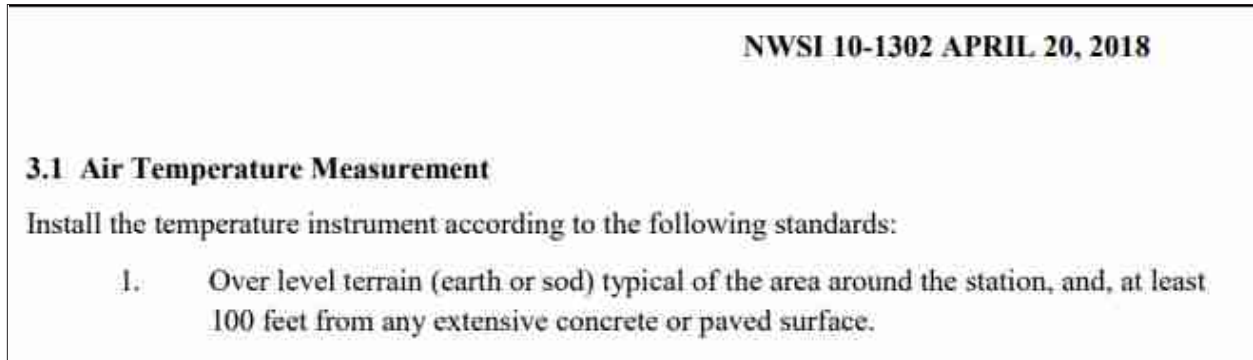 NWSI 10-1302 APRIL 20, 2018
3.1 Air Temperature Measurement
Install the temperature instrument according to the following standards:
1. Over level terrain (earth or sod) typical of the area around the station, and, at least
100 feet from any extensive concrete or paved surface.